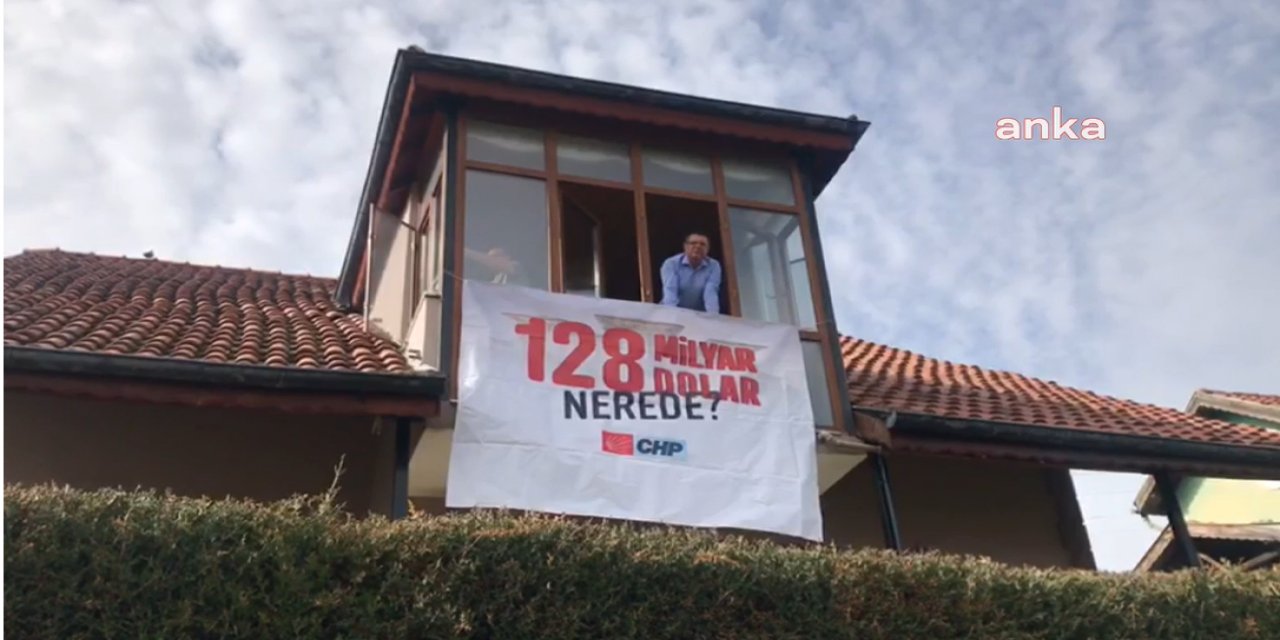 anka
128 MİLYAR
DOLAR
NEREDE?
CHP